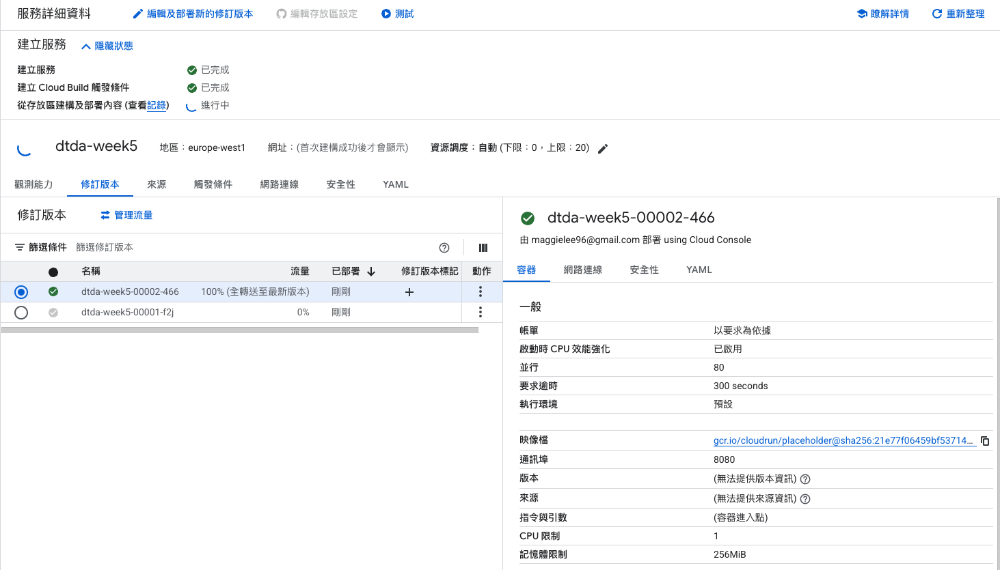 服務詳細資料 編輯及部署新的修訂版本 編輯存放區設定 測試 瞭解詳情 重新整理
建立服務 隱藏狀態
建立服務 已完成
建立 Cloud Build 觸發條件 已完成
從存放區建構及部署內容 (查看記錄) 進行中
dtda-week5 地區：europe-west1 網址：(首次建構成功後才會顯示) 資源調度：自動 (下限：0，上限：20)
觀測能力 修訂版本 來源 觸發條件 網路連線 安全性 YAML
修訂版本 管理流量
篩選條件 篩選修訂版本
名稱 流量 已部署 修訂版本標記 動作
dtda-week5-00002-466 100% (全轉送至最新版本) 剛剛
dtda-week5-00001-f2j 0% 剛剛
dtda-week5-00002-466
由 maggielee96@gmail.com 部署 using Cloud Console
容器 網路連線 安全性 YAML
一般
帳單 以要求為依據
啟動時 CPU 效能強化 已啟用
並行 80
要求逾時 300 seconds
執行環境 預設
映像檔 gcr.io/cloudrun/placeholder@sha256:21e77f06459bf53714...
通訊埠 8080
版本 (無法提供版本資訊)
來源 (無法提供來源資訊)
指令與引數 (容器進入點)
CPU 限制 1
記憶體限制 256MiB